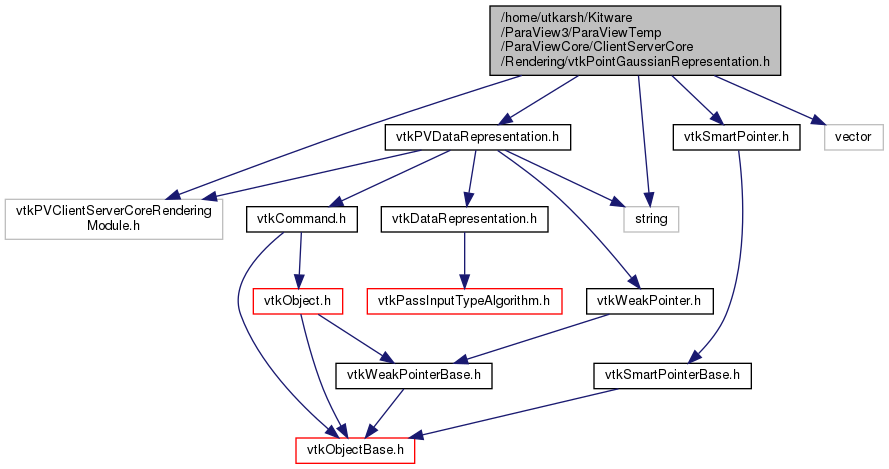 /home/utkarsh/Kitware
/ParaView3/ParaViewTemp
/ParaViewCore/ClientServerCore
/Rendering/vtkPointGaussianRepresentation.h
vtkPVDataRepresentation.h
vtkSmartPointer.h
vector
vtkPVClientServerCoreRendering
Module.h
vtkCommand.h
vtkDataRepresentation.h
string
vtkObject.h
vtkPassInputTypeAlgorithm.h
vtkWeakPointer.h
vtkWeakPointerBase.h
vtkSmartPointerBase.h
vtkObjectBase.h